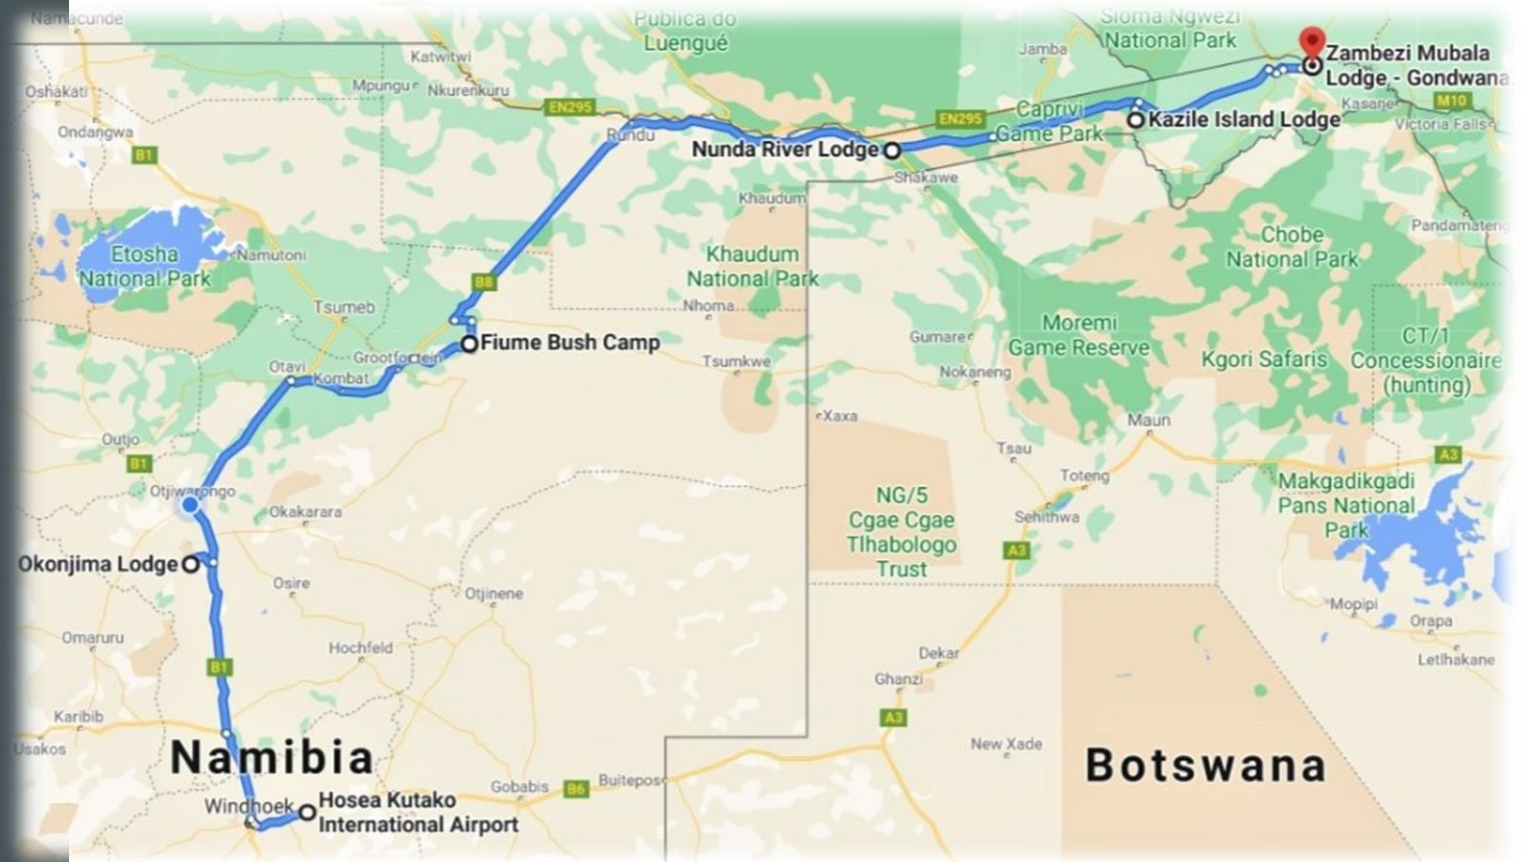 Namacunde
Pública do
Luengué
Sioma Ngwezi
National Park
Katwitwi
Jamba
Zambezi Mubala
Lodge - Gondwana
Oshakati
Mpungu
Nkurenkuru
EN295
EN295
Caprivi
Game Park
Kasane
M10
Ondangwa
Rundu
Kazile Island Lodge
Victoria Falls
B1
Nunda River Lodge
Shakawe
Khaudum
Pandamateng
Etosha
National Park
Namutoni
Khaudum
National Park
Chobe
National Park
B8
Tsumeb
Nhoma
Moremi
Game Reserve
Gumare
CT/1
Concessionaire
(hunting)
Kgori Safaris
Fiume Bush Camp
Grootfontein
Otavi
Kombat
Tsumkwe
Nokaneng
Xaxa
Maun
Outjo
B1
Tsau
A3
Toteng
Makgadikgadi
Pans National
Park
Otjiwarongo
Okakarara
NG/5
Cgae Cgae
Tlhabologo
Trust
Sehithwa
A3
Okonjima Lodge
Osire
Otjinene
Mopipi
Orapa
Omaruru
Hochfeld
Dekar
Letlhakane
B1
Ghanzi
Karibib
A3
Usakos
Namibia
New Xade
Botswana
Gobabis
B6
Buitepos
Windhoek
Hosea Kutako
International Airport